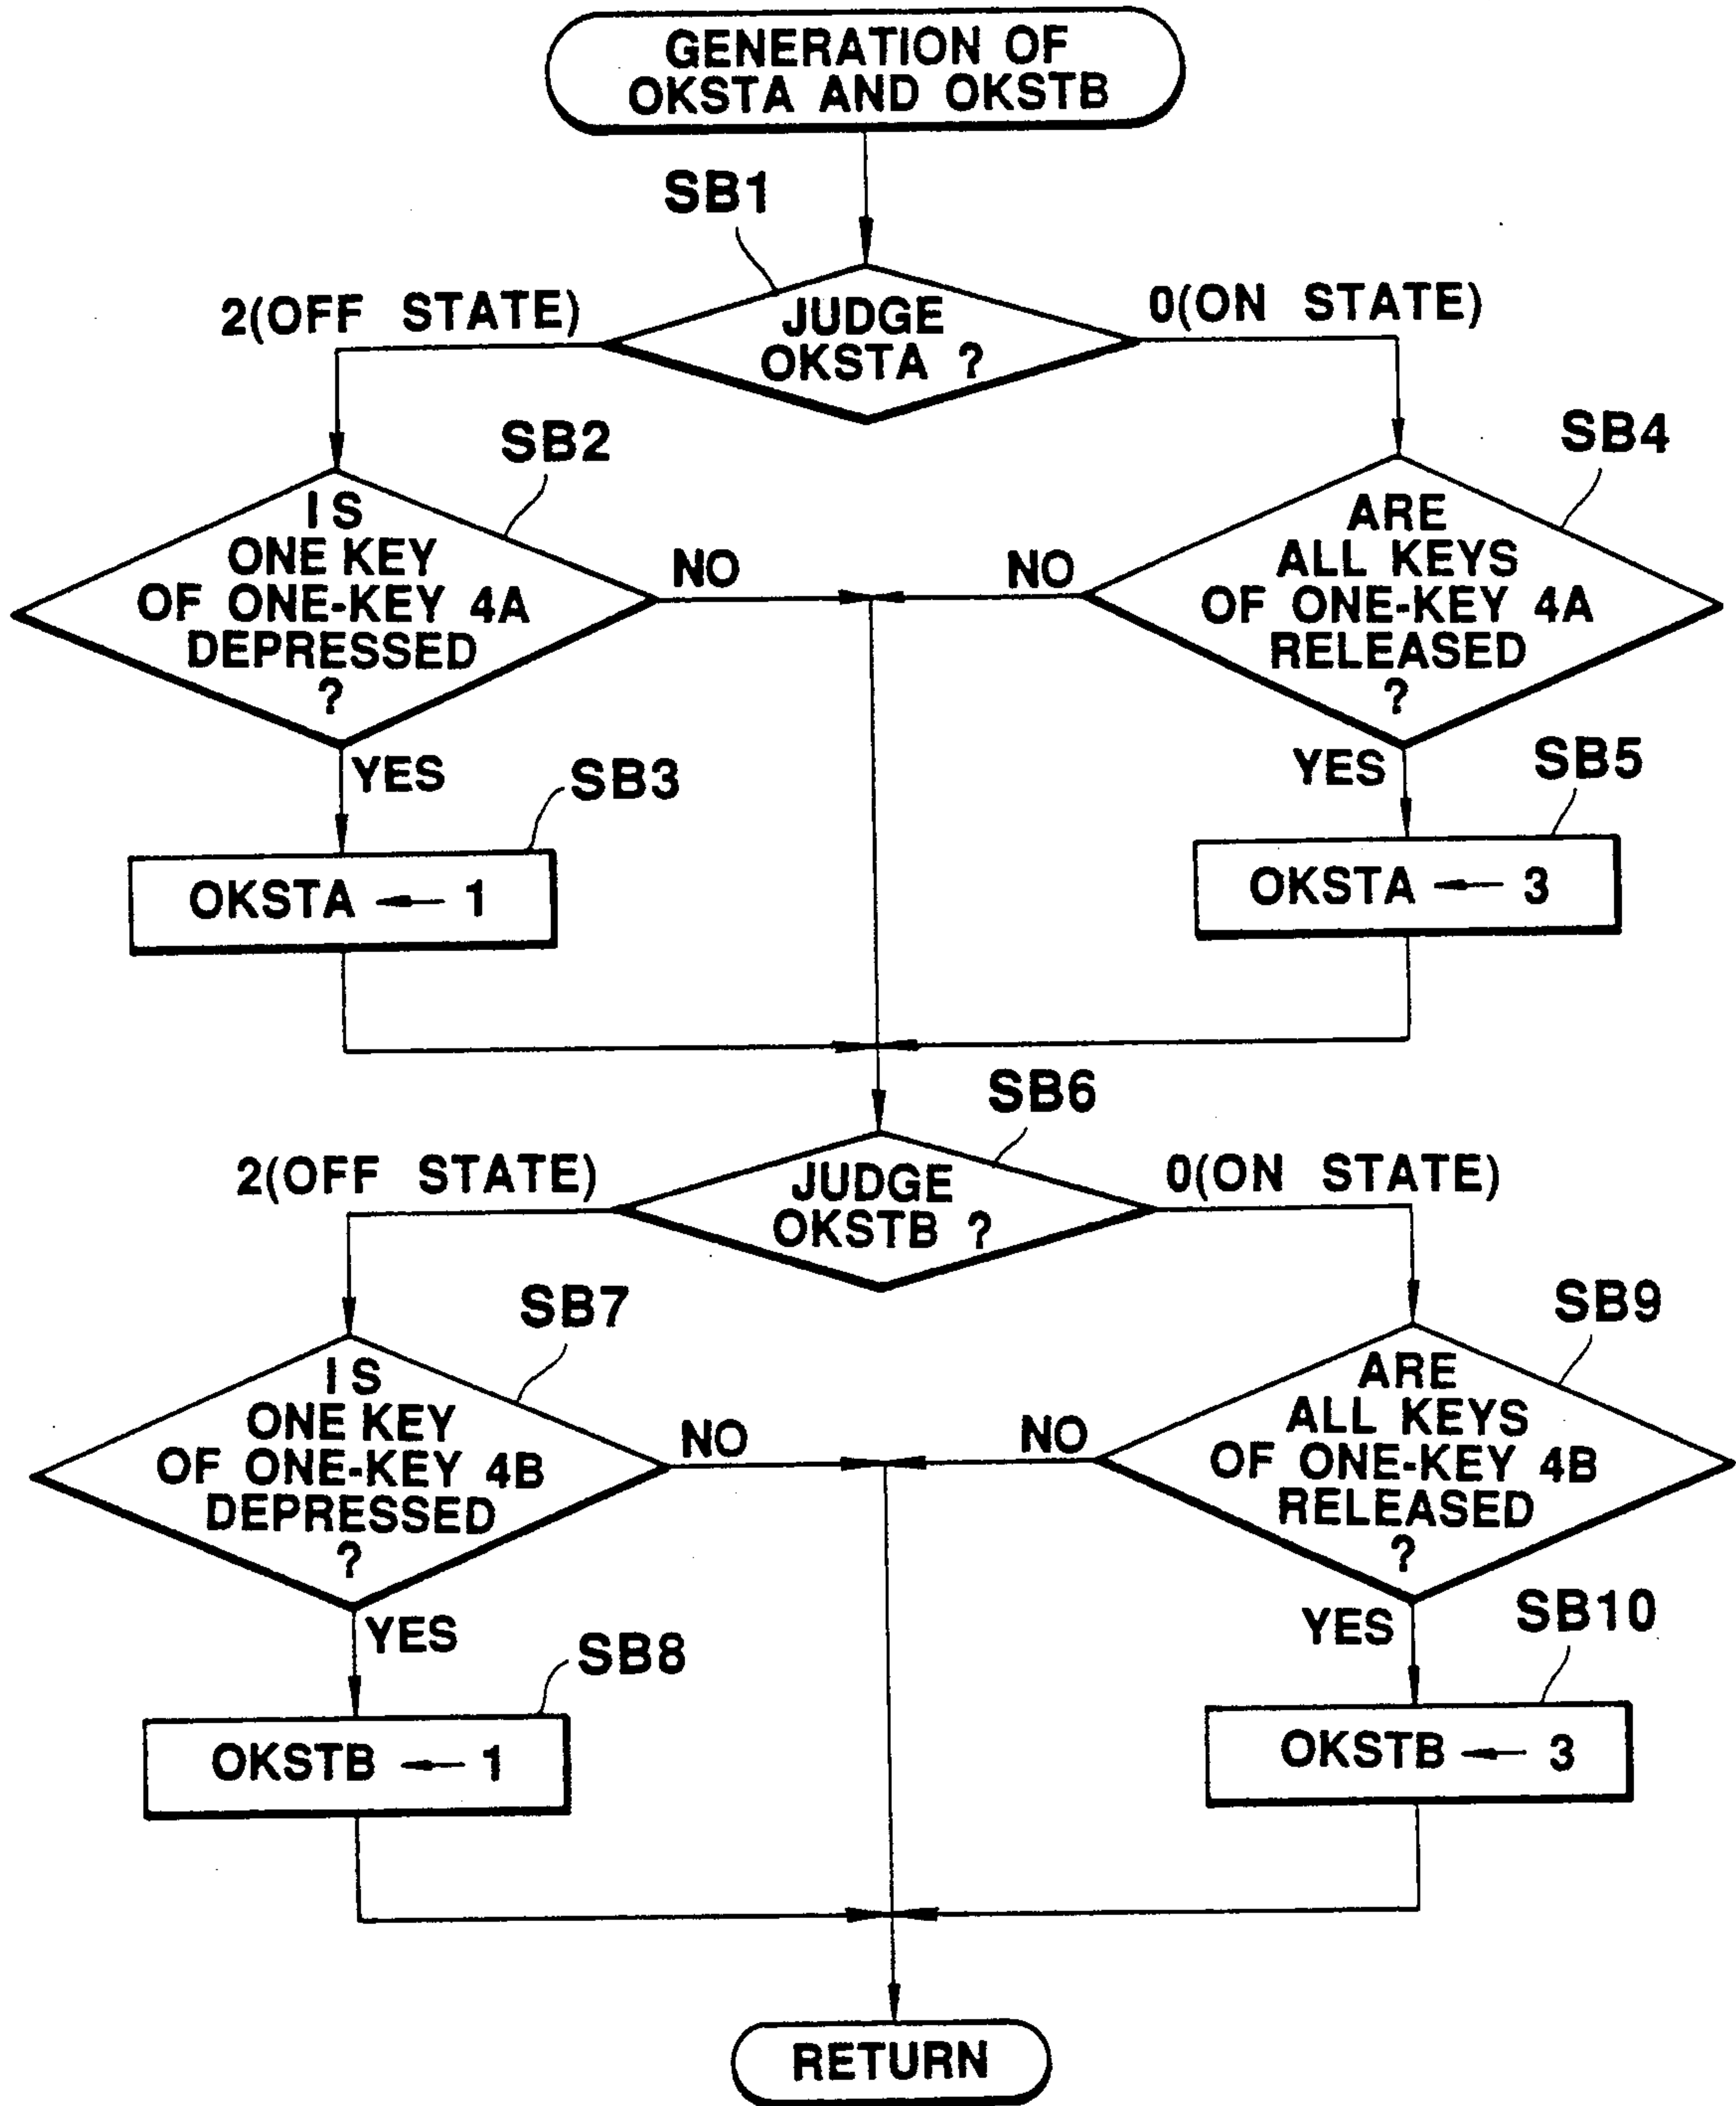 GENERATION OF
OKSTA AND OKSTB
SB1
2(OFF STATE)
JUDGE
OKSTA ?
0(ON STATE)
SB2
IS
ONE KEY
OF ONE-KEY 4A
DEPRESSED
?
NO
NO
SB4
ARE
ALL KEYS
OF ONE-KEY 4A
RELEASED
?
YES
SB3
OKSTA ← 1
YES
SB5
OKSTA ← 3
SB6
2(OFF STATE)
JUDGE
OKSTB ?
0(ON STATE)
SB7
IS
ONE KEY
OF ONE-KEY 4B
DEPRESSED
?
NO
NO
SB9
ARE
ALL KEYS
OF ONE-KEY 4B
RELEASED
?
YES
SB8
OKSTB ← 1
YES
SB10
OKSTB ← 3
RETURN